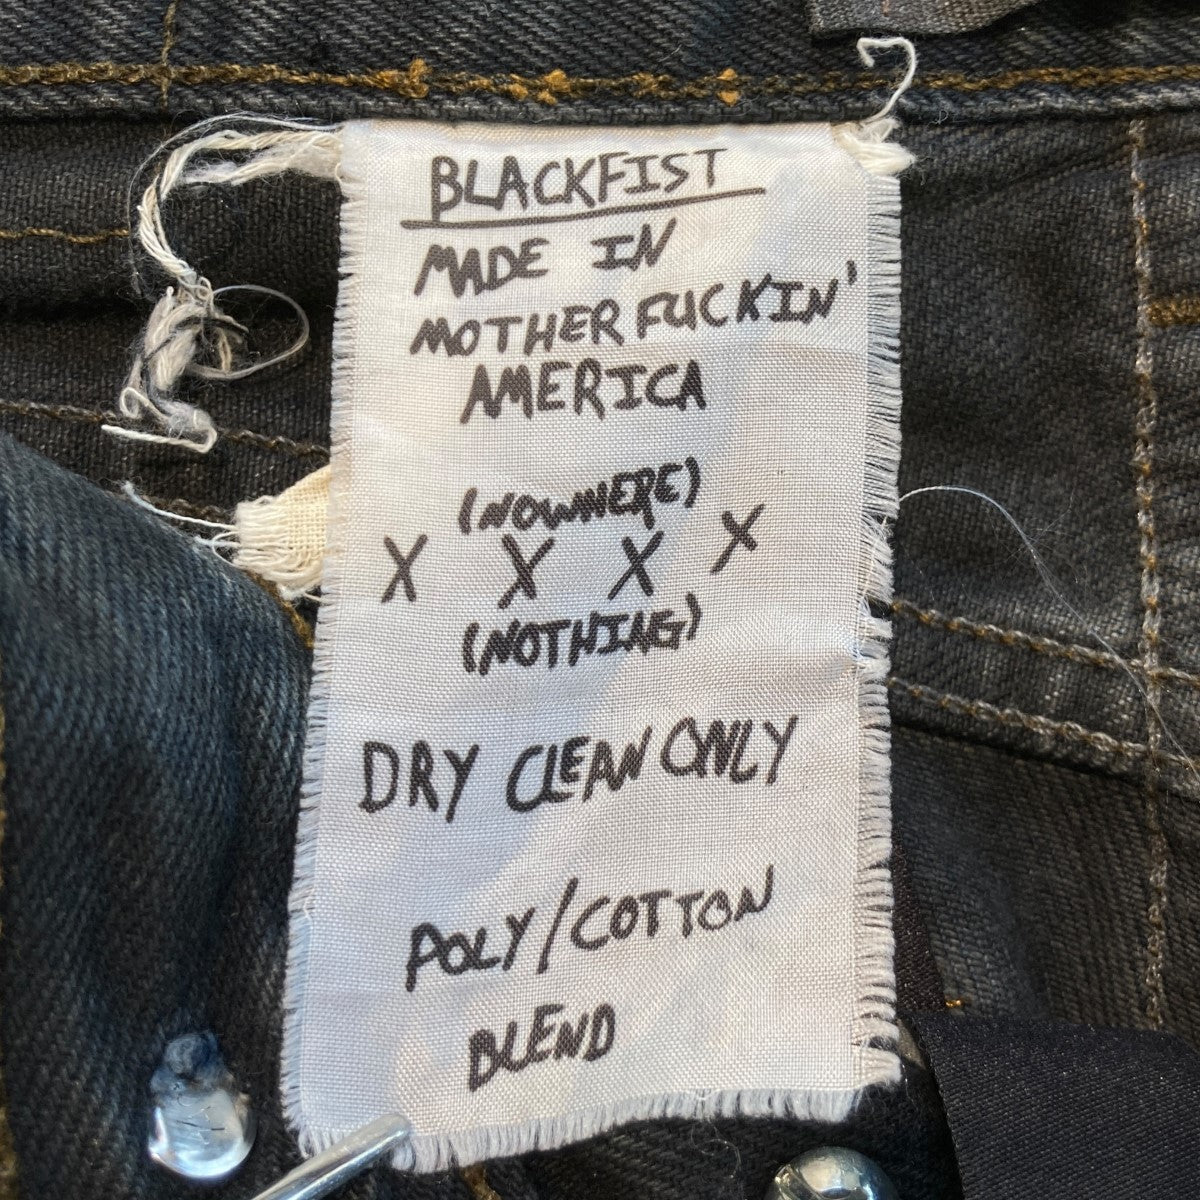 BLACKFIST
MADE IN
MOTHERFUCKIN'
AMERICA
(NOWHERE)
X X X X
(NOTHING)
DRY CLEAN ONLY
POLY/COTTON
BLEND